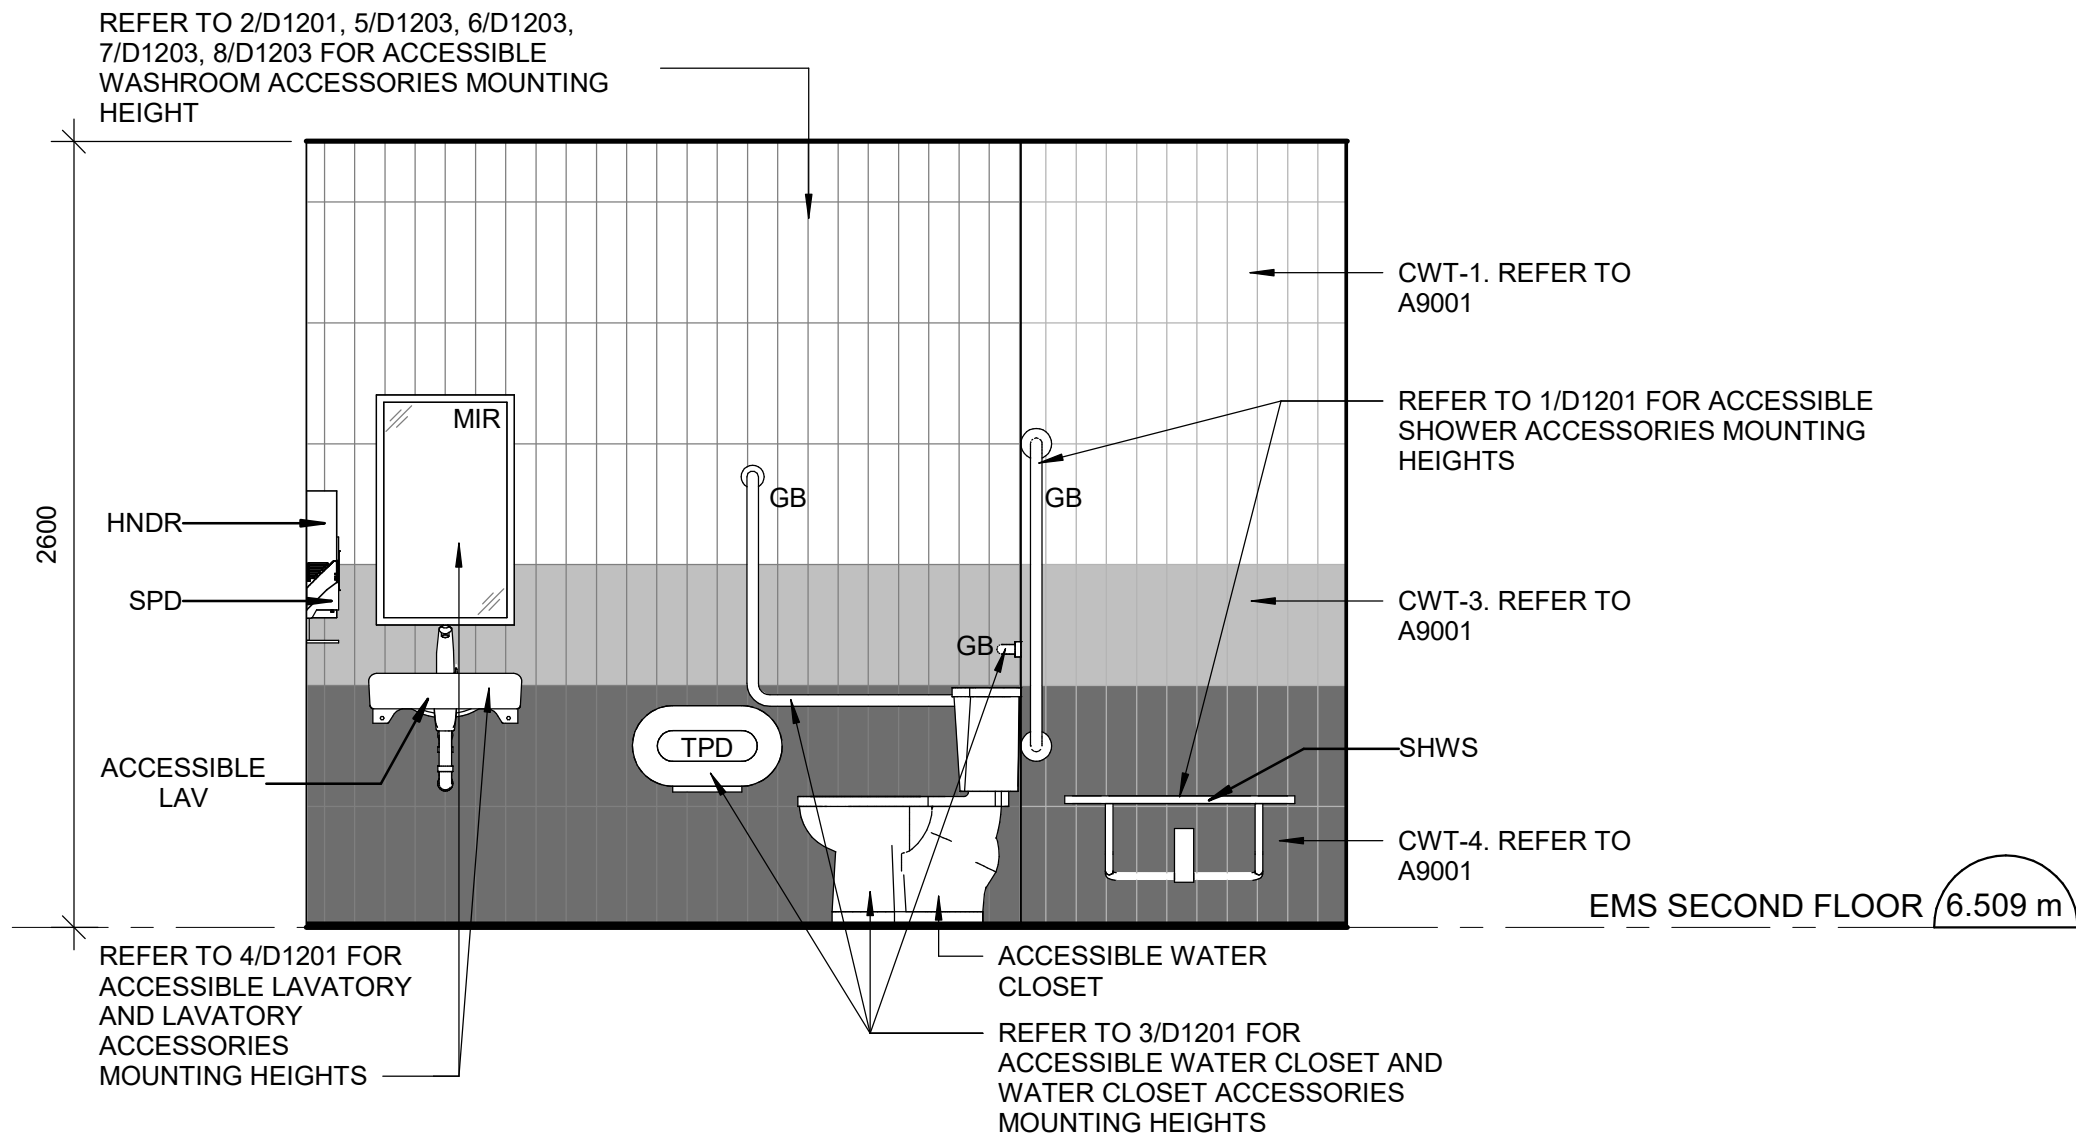 REFER TO 2/D1201, 5/D1203, 6/D1203,
7/D1203, 8/D1203 FOR ACCESSIBLE
WASHROOM ACCESSORIES MOUNTING
HEIGHT
2600
CWT-1. REFER TO
A9001
REFER TO 1/D1201 FOR ACCESSIBLE
SHOWER ACCESSORIES MOUNTING
HEIGHTS
MIR
GB
GB
HNDR
SPD
CWT-3. REFER TO
A9001
GB
TPD
SHWS
ACCESSIBLE
LAV
CWT-4. REFER TO
A9001
EMS SECOND FLOOR
6.509 m
REFER TO 4/D1201 FOR
ACCESSIBLE LAVATORY
AND LAVATORY
ACCESSORIES
MOUNTING HEIGHTS
ACCESSIBLE WATER
CLOSET
REFER TO 3/D1201 FOR
ACCESSIBLE WATER CLOSET AND
WATER CLOSET ACCESSORIES
MOUNTING HEIGHTS